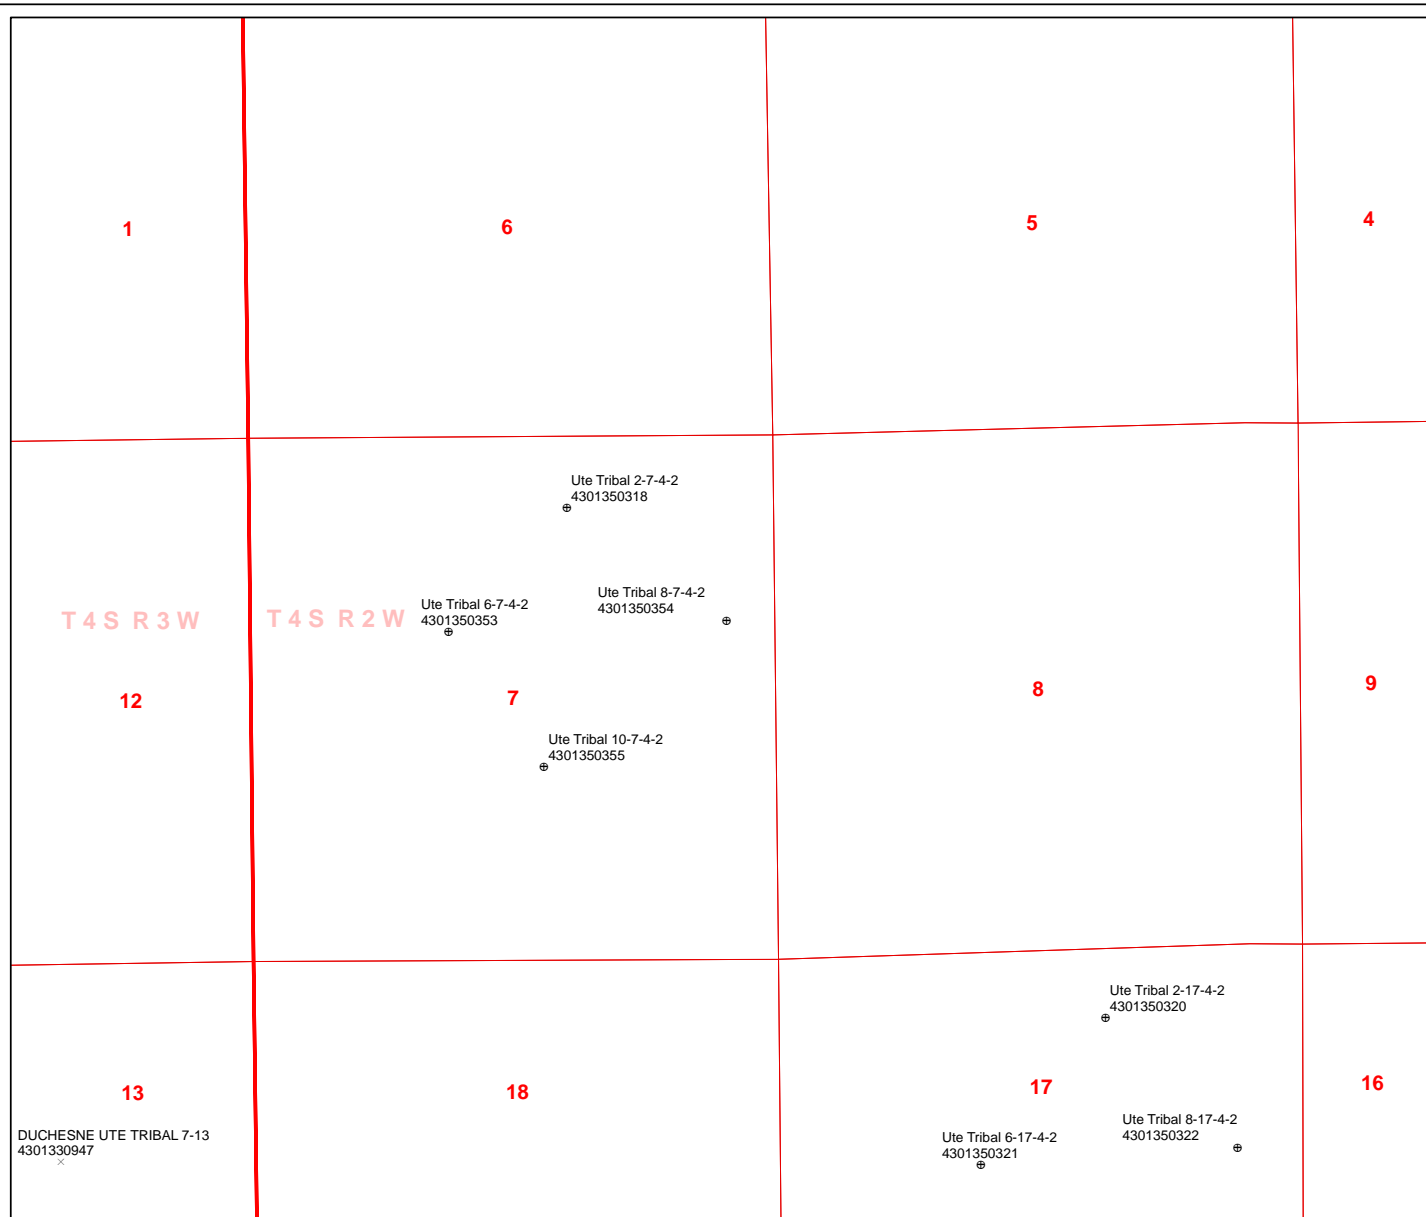 1
6
5
4
Ute Tribal 2-7-4-2
4301350318
Ute Tribal 8-7-4-2
4301350354
Ute Tribal 6-7-4-2
4301350353
T 4 S R 3 W
T 4 S R 2 W
12
7
8
9
Ute Tribal 10-7-4-2
4301350355
Ute Tribal 2-17-4-2
4301350320
13
18
17
16
DUCHESNE UTE TRIBAL 7-13
4301330947
Ute Tribal 6-17-4-2
4301350321
Ute Tribal 8-17-4-2
4301350322